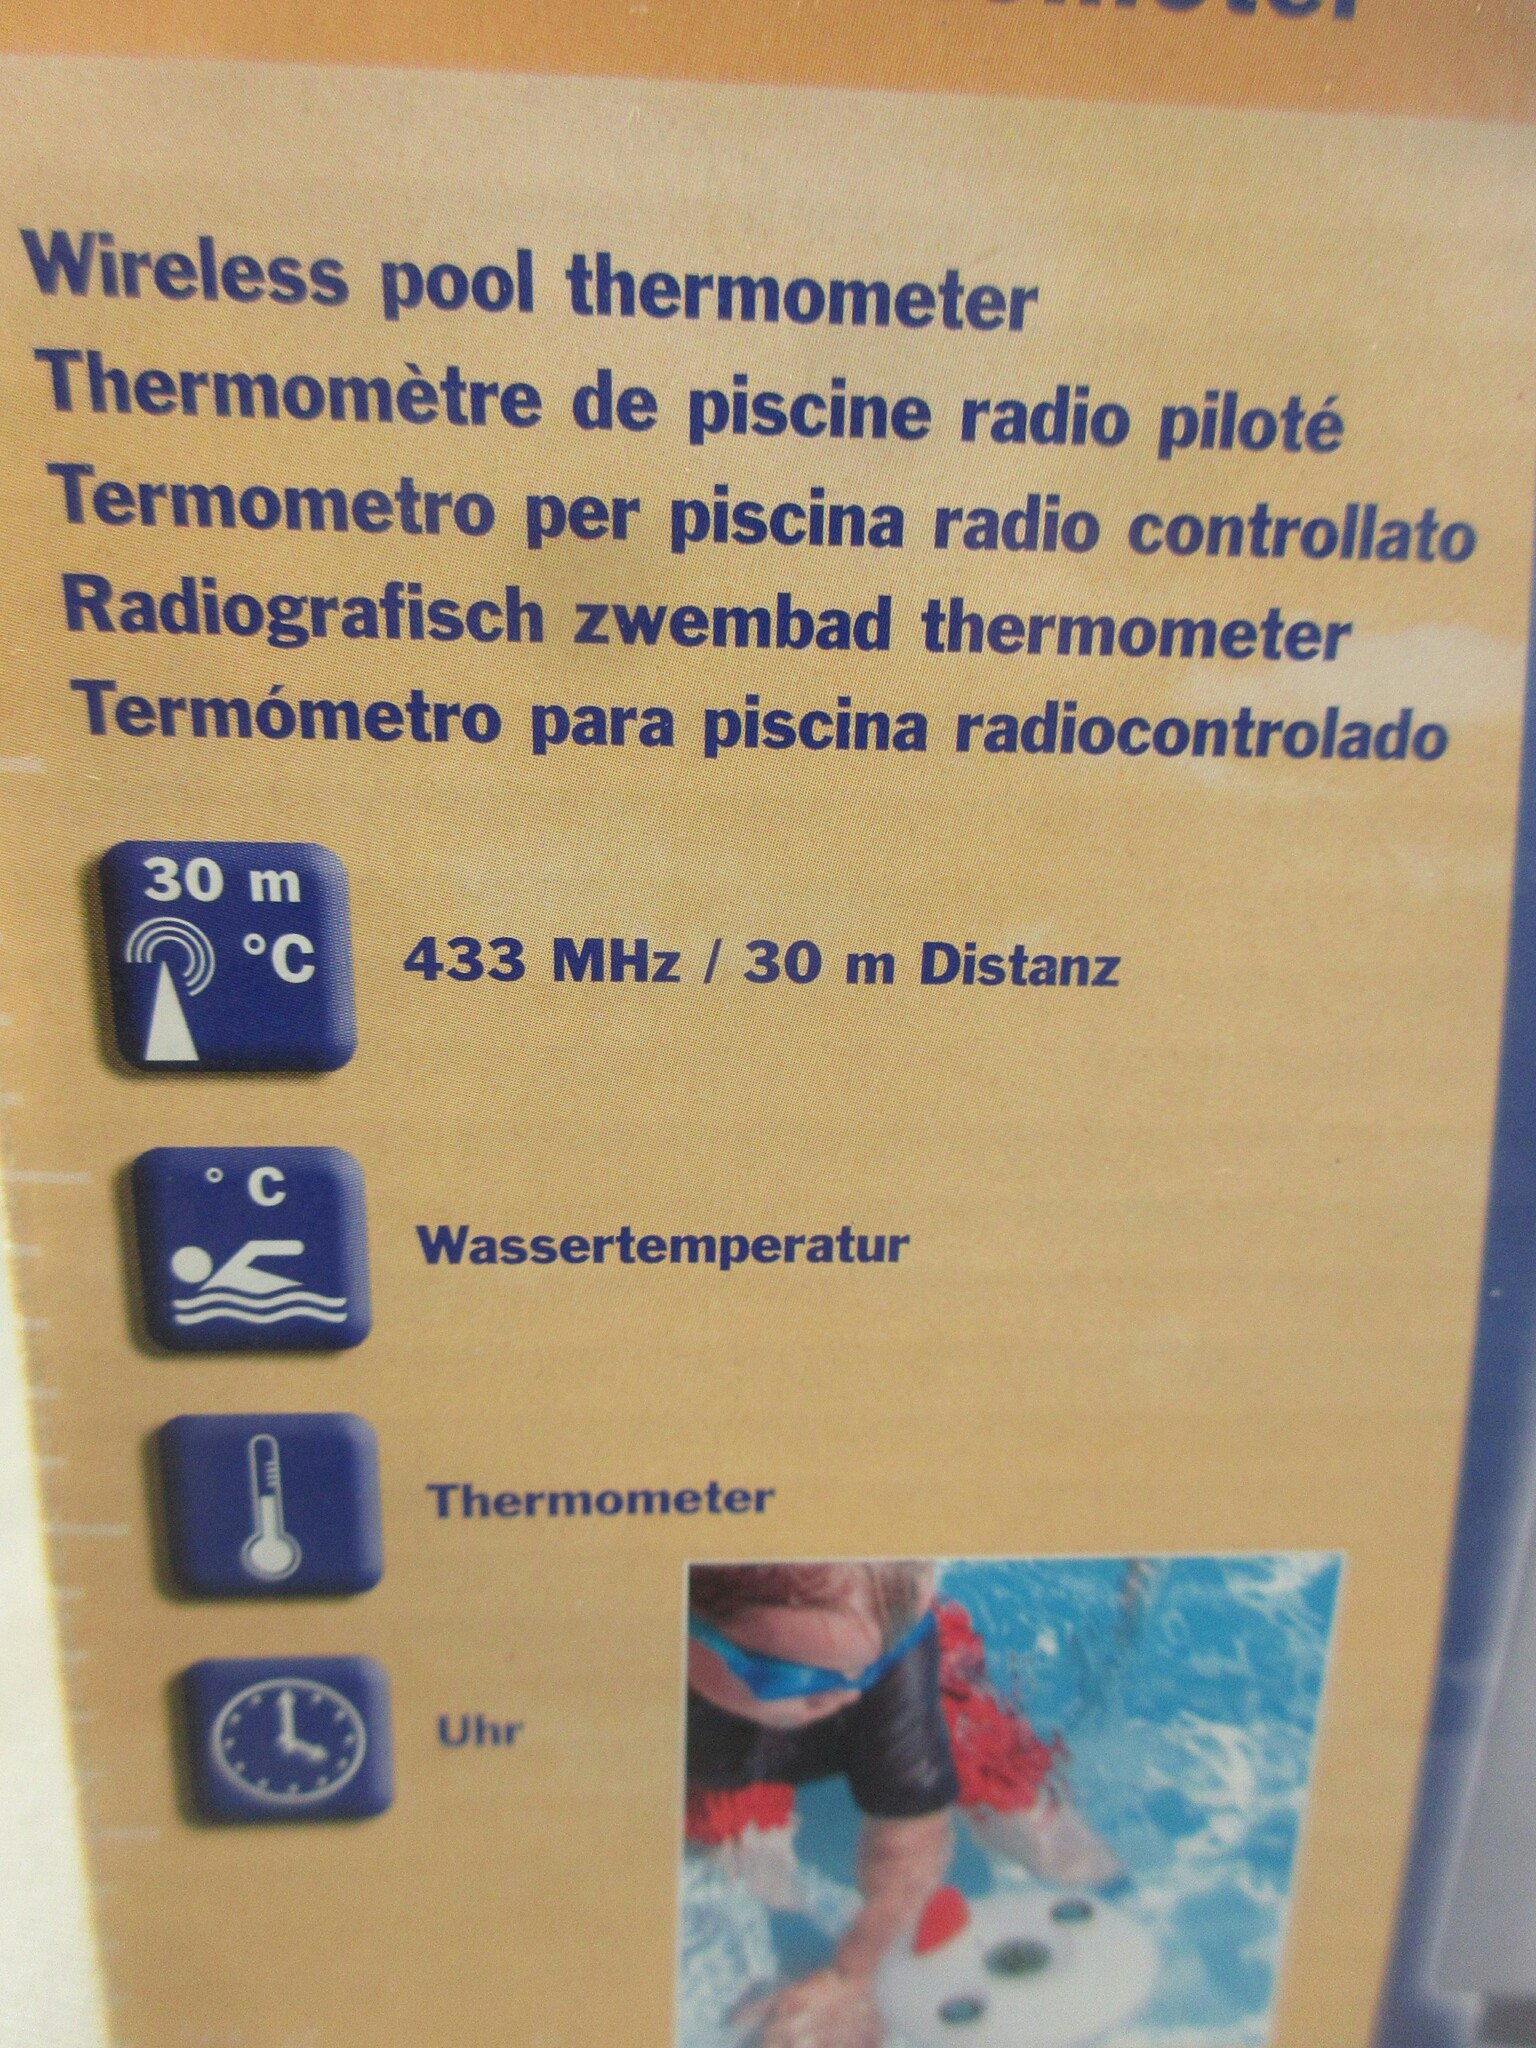 Wireless pool thermometer
Thermomètre de piscine radio piloté
Termometro per piscina radio controllato
Radiografisch zwembad thermometer
Termómetro para piscina radiocontrolado
30 m
°C
433 MHz / 30 m Distanz
° C
Wassertemperatur
Thermometer
Uhr